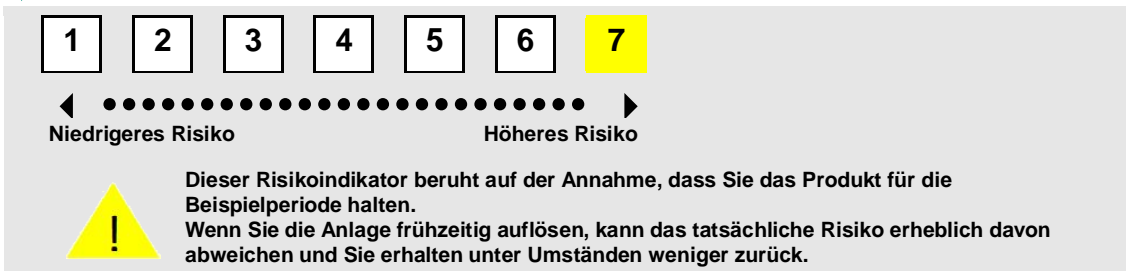 1 2 3 4 5 6 7
Niedrigeres Risiko Höheres Risiko
Dieser Risikoindikator beruht auf der Annahme, dass Sie das Produkt für die
Beispielperiode halten.
Wenn Sie die Anlage frühzeitig auflösen, kann das tatsächliche Risiko erheblich davon
abweichen und Sie erhalten unter Umständen weniger zurück.
!